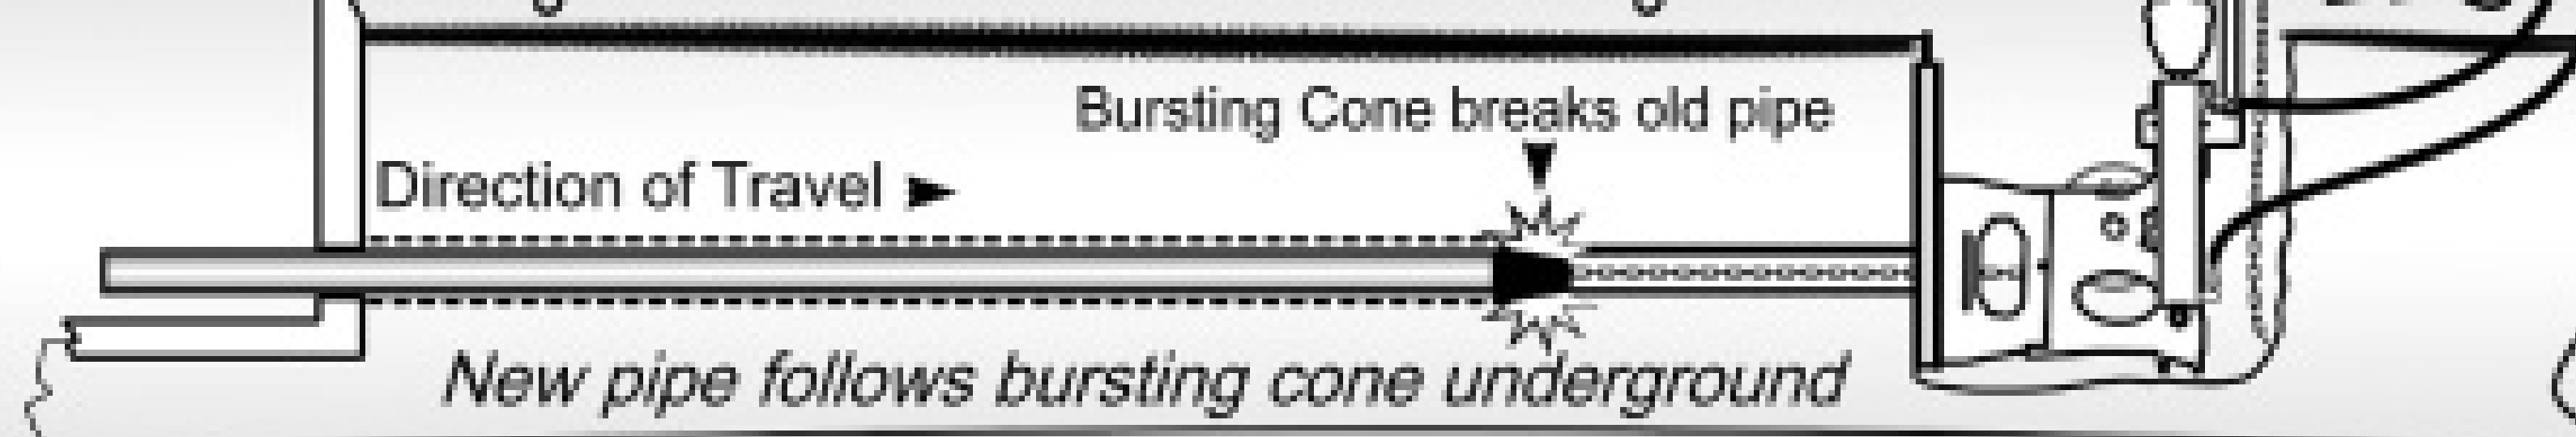 Bursting Cone breaks old pipe
Direction of Travel ►
New pipe follows bursting cone underground